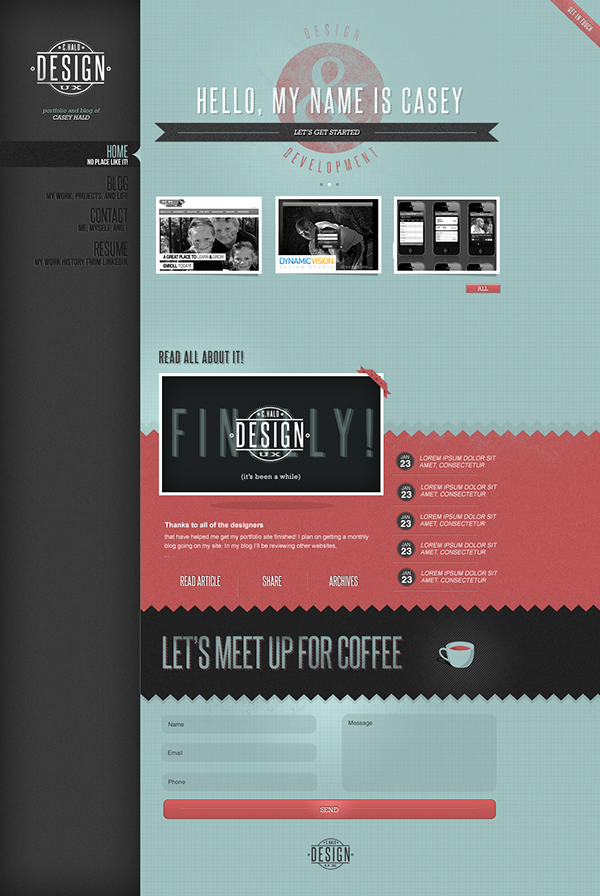 C.HALD
DESIGN
UX
portfolio and blog of
CASEY HALD
HOME
NO PLACE LIKE IT!
BLOG
MY WORK, PROJECTS, AND LIFE
CONTACT
ME, MYSELF, AND I
RESUME
MY WORK HISTORY FROM LINKEDIN.
GET IN TOUCH
DESIGN
&
HELLO, MY NAME IS CASEY
LET'S GET STARTED
DEVELOPMENT
A GREAT PLACE TO LEARN & GROW
ENROLL TODAY!
DYNAMICVISION
DESIGN STUDIO
ALL
READ ALL ABOUT IT!
FINALLY!
C.HALD
DESIGN
UX
(it's been a while)
Thanks to all of the designers
that have helped me get my portfolio site finished! I plan on getting a monthly
blog going on my site. In my blog I'll be reviewing other websites.
READ ARTICLE
SHARE
ARCHIVES
JAN
23
LOREM IPSUM DOLOR SIT
AMET, CONSECTETUR
JAN
23
LOREM IPSUM DOLOR SIT
AMET, CONSECTETUR
JAN
23
LOREM IPSUM DOLOR SIT
AMET, CONSECTETUR
JAN
23
LOREM IPSUM DOLOR SIT
AMET, CONSECTETUR
JAN
23
LOREM IPSUM DOLOR SIT
AMET, CONSECTETUR
LET'S MEET UP FOR COFFEE
Name
Email
Phone
Message
SEND
C.HALD
DESIGN
UX